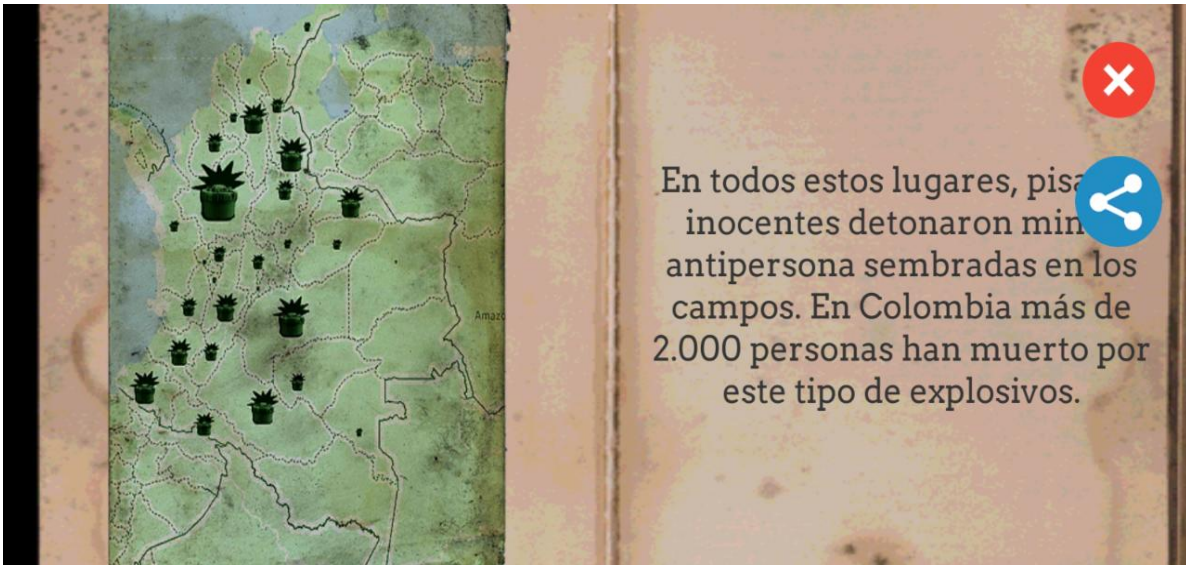 En todos estos lugares,
inocentes detonaron
antipersona sembradas en los
campos. En Colombia más de
2.000 personas han muerto por
este tipo de explosivos.